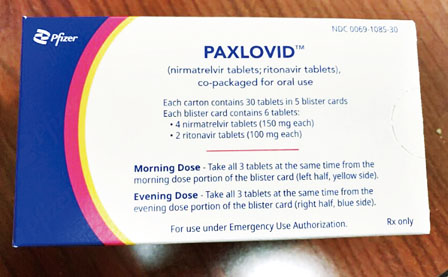 Pfizer
NDC 0069-1085-30
PAXLOVID™
(nirmatrelvir tablets; ritonavir tablets),
co-packaged for oral use
Each carton contains 30 tablets in 5 blister cards
Each blister card contains 6 tablets:
• 4 nirmatrelvir tablets (150 mg each)
• 2 ritonavir tablets (100 mg each)
Morning Dose - Take all 3 tablets at the same time from the
morning dose portion of the blister card (left half, yellow side).
Evening Dose - Take all 3 tablets at the same time from the
evening dose portion of the blister card (right half, blue side).
For use under Emergency Use Authorization.
Rx only